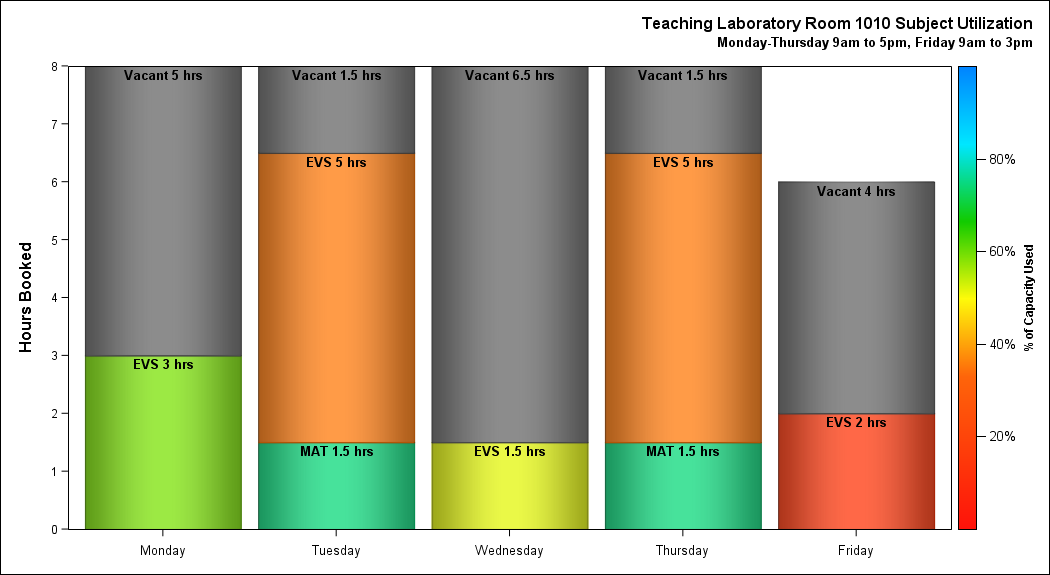 Teaching Laboratory Room 1010 Subject Utilization
Monday-Thursday 9am to 5pm, Friday 9am to 3pm
Hours Booked
8
7
6
5
4
3
2
1
0
Vacant 5 hrs
EVS 3 hrs
Vacant 1.5 hrs
EVS 5 hrs
MAT 1.5 hrs
Vacant 6.5 hrs
EVS 1.5 hrs
Vacant 1.5 hrs
EVS 5 hrs
MAT 1.5 hrs
Vacant 4 hrs
EVS 2 hrs
Monday
Tuesday
Wednesday
Thursday
Friday
80%
60%
40%
20%
% of Capacity Used